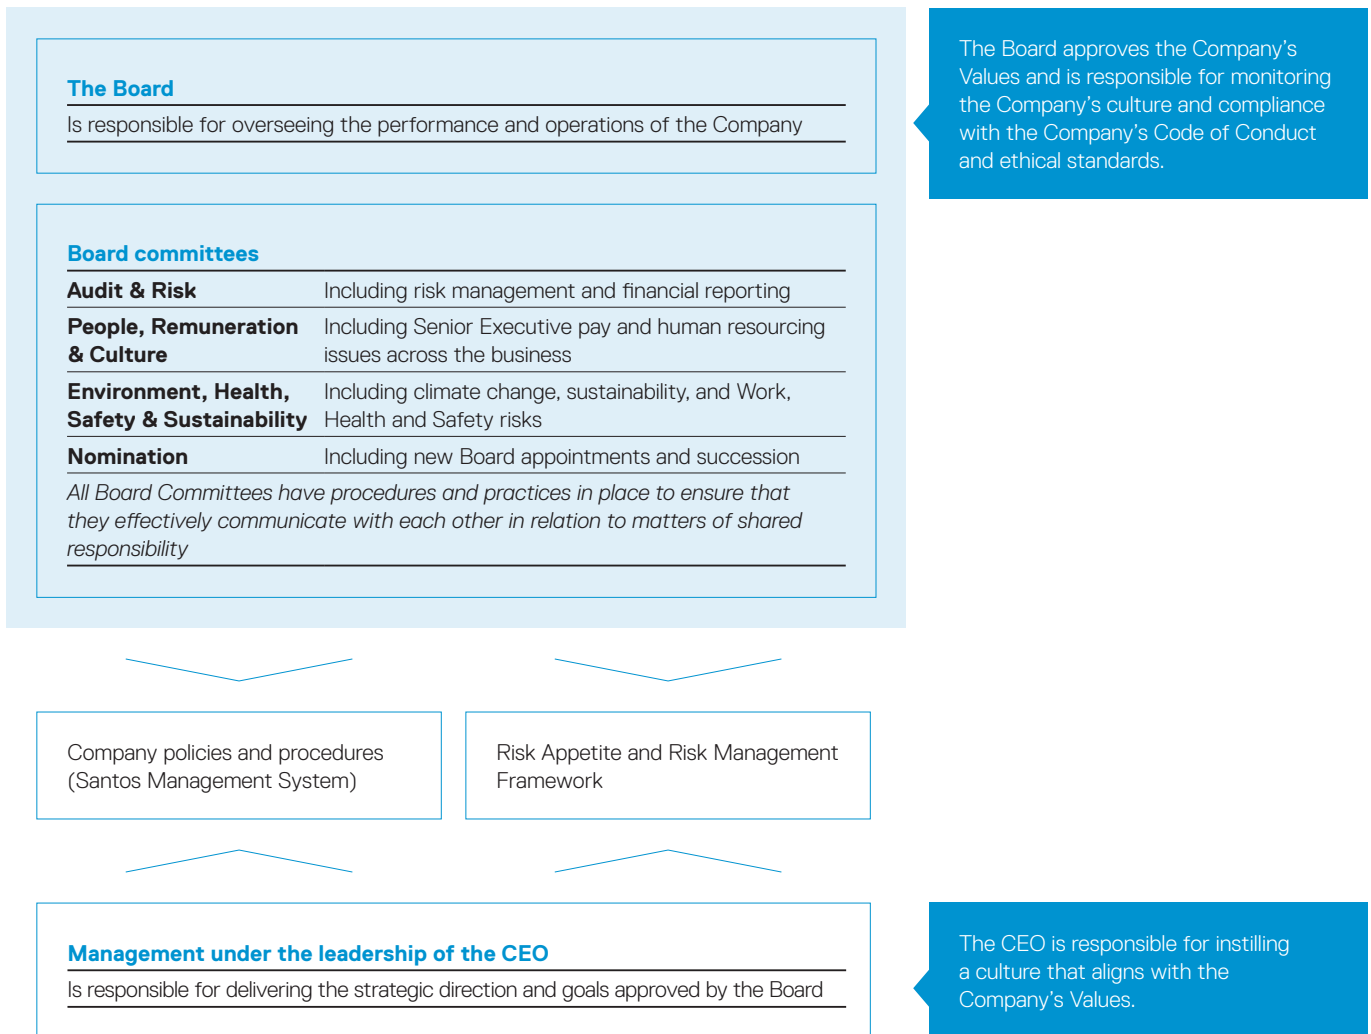 The Board
Is responsible for overseeing the performance and operations of the Company
The Board approves the Company's
Values and is responsible for monitoring
the Company's culture and compliance
with the Company's Code of Conduct
and ethical standards.
Board committees
Audit & Risk Including risk management and financial reporting
People, Remuneration Including Senior Executive pay and human resourcing
& Culture issues across the business
Environment, Health, Including climate change, sustainability, and Work,
Safety & Sustainability Health and Safety risks
Nomination Including new Board appointments and succession
All Board Committees have procedures and practices in place to ensure that
they effectively communicate with each other in relation to matters of shared
responsibility
Company policies and procedures
(Santos Management System)
Risk Appetite and Risk Management
Framework
Management under the leadership of the CEO
Is responsible for delivering the strategic direction and goals approved by the Board
The CEO is responsible for instilling
a culture that aligns with the
Company's Values.